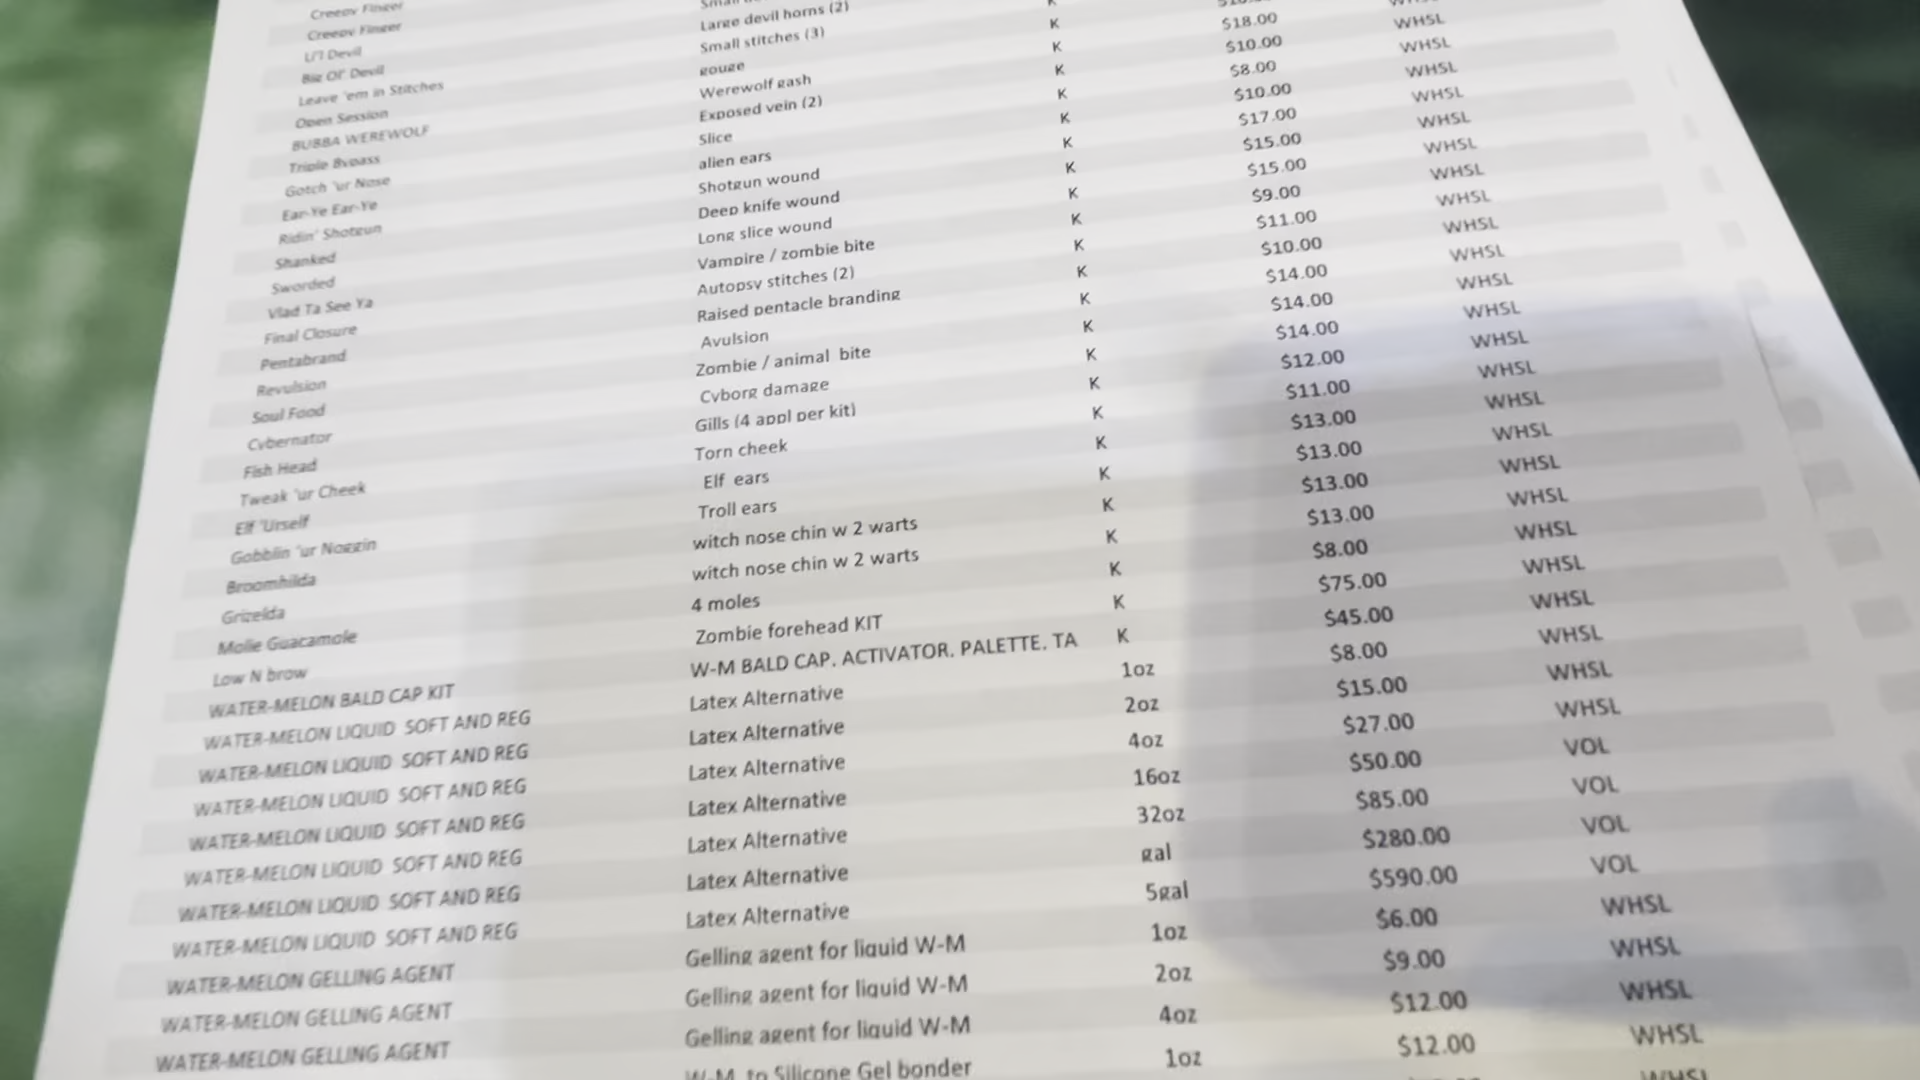 Creepy Finger
Creepy Finger
Li'l Devil
Big Ol' Devil Large devil horns (2)
Leave 'em in Stitches Small stitches (3) K
Open Session gouge K
BUBBA WEREWOLF Werewolf gash K $18.00
Triple Bypass Exposed vein (2) K $10.00 WHSL
Gotch 'ur Nose Slice K $8.00 WHSL
Ear-Ye Ear-Ye alien ears K $10.00 WHSL
Ridin' Shotgun Shotgun wound K $17.00 WHSL
Shanked Deep knife wound K $15.00 WHSL
Sworded Long slice wound K $15.00 WHSL
Vlad Ta See Ya Vampire / zombie bite K $9.00 WHSL
Final Closure Autopsy stitches (2) K $11.00 WHSL
Pentabrand Raised pentacle branding K $10.00 WHSL
Revulsion Avulsion K $14.00 WHSL
Soul Food Zombie / animal bite K $14.00 WHSL
Cybernator Cyborg damage K $14.00 WHSL
Fish Head Gills (4 appl per kit) K $12.00 WHSL
Tweak 'ur Cheek Torn cheek K $11.00 WHSL
Elf 'Urself Elf ears K $13.00 WHSL
Gobblin 'ur Noggin Troll ears K $13.00 WHSL
Broomhilda witch nose chin w 2 warts K $13.00 WHSL
Grizelda witch nose chin w 2 warts K $13.00 WHSL
Molle Guacamole 4 moles K $8.00 WHSL
Low N brow Zombie forehead KIT K $75.00 WHSL
WATER-MELON BALD CAP KIT W-M BALD CAP. ACTIVATOR. PALETTE. TA K $45.00 WHSL
WATER-MELON LIQUID SOFT AND REG Latex Alternative 1oz $8.00 WHSL
WATER-MELON LIQUID SOFT AND REG Latex Alternative 2oz $15.00 WHSL
WATER-MELON LIQUID SOFT AND REG Latex Alternative 4oz $27.00 WHSL
WATER-MELON LIQUID SOFT AND REG Latex Alternative 16oz $50.00 VOL
WATER-MELON LIQUID SOFT AND REG Latex Alternative 32oz $85.00 VOL
WATER-MELON LIQUID SOFT AND REG Latex Alternative gal $280.00 VOL
WATER-MELON LIQUID SOFT AND REG Latex Alternative 5gal $590.00 VOL
WATER-MELON GELLING AGENT Gelling agent for liquid W-M 1oz $6.00 WHSL
WATER-MELON GELLING AGENT Gelling agent for liquid W-M 2oz $9.00 WHSL
WATER-MELON GELLING AGENT Gelling agent for liquid W-M 4oz $12.00 WHSL
W-M to Silicone Gel bonder 1oz $12.00 WHSL